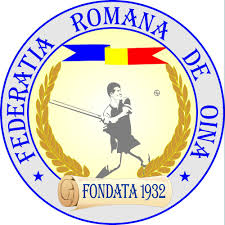 FEDERATIA ROMANA DE OINA
FONDATA 1932